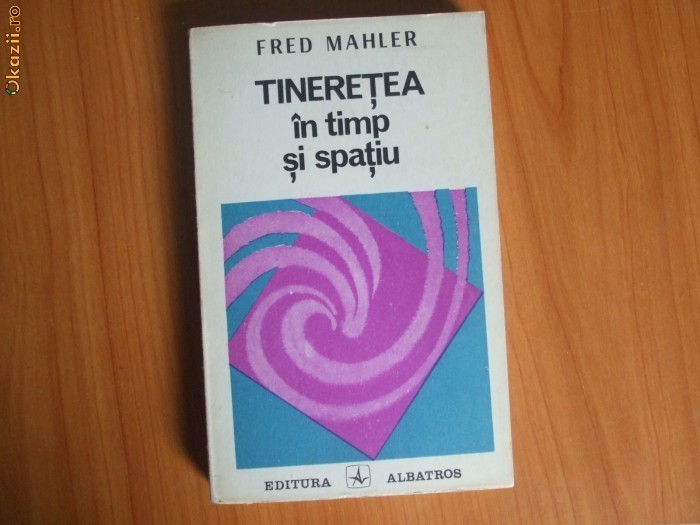 Okazii.ro
FRED MAHLER
TINEREȚEA
în timp
și spațiu
EDITURA ALBATROS